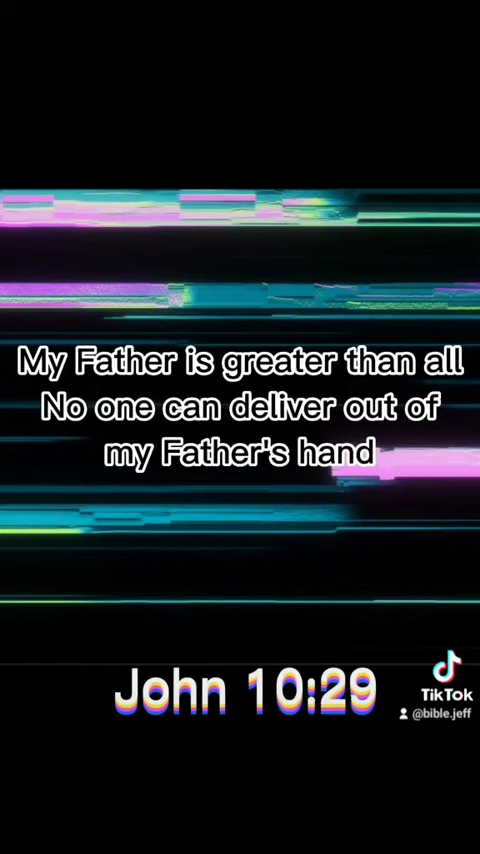 My Father is greater than all
No one can deliver out of
my Father's hand
John 10:29
TikTok
@bible.jeff